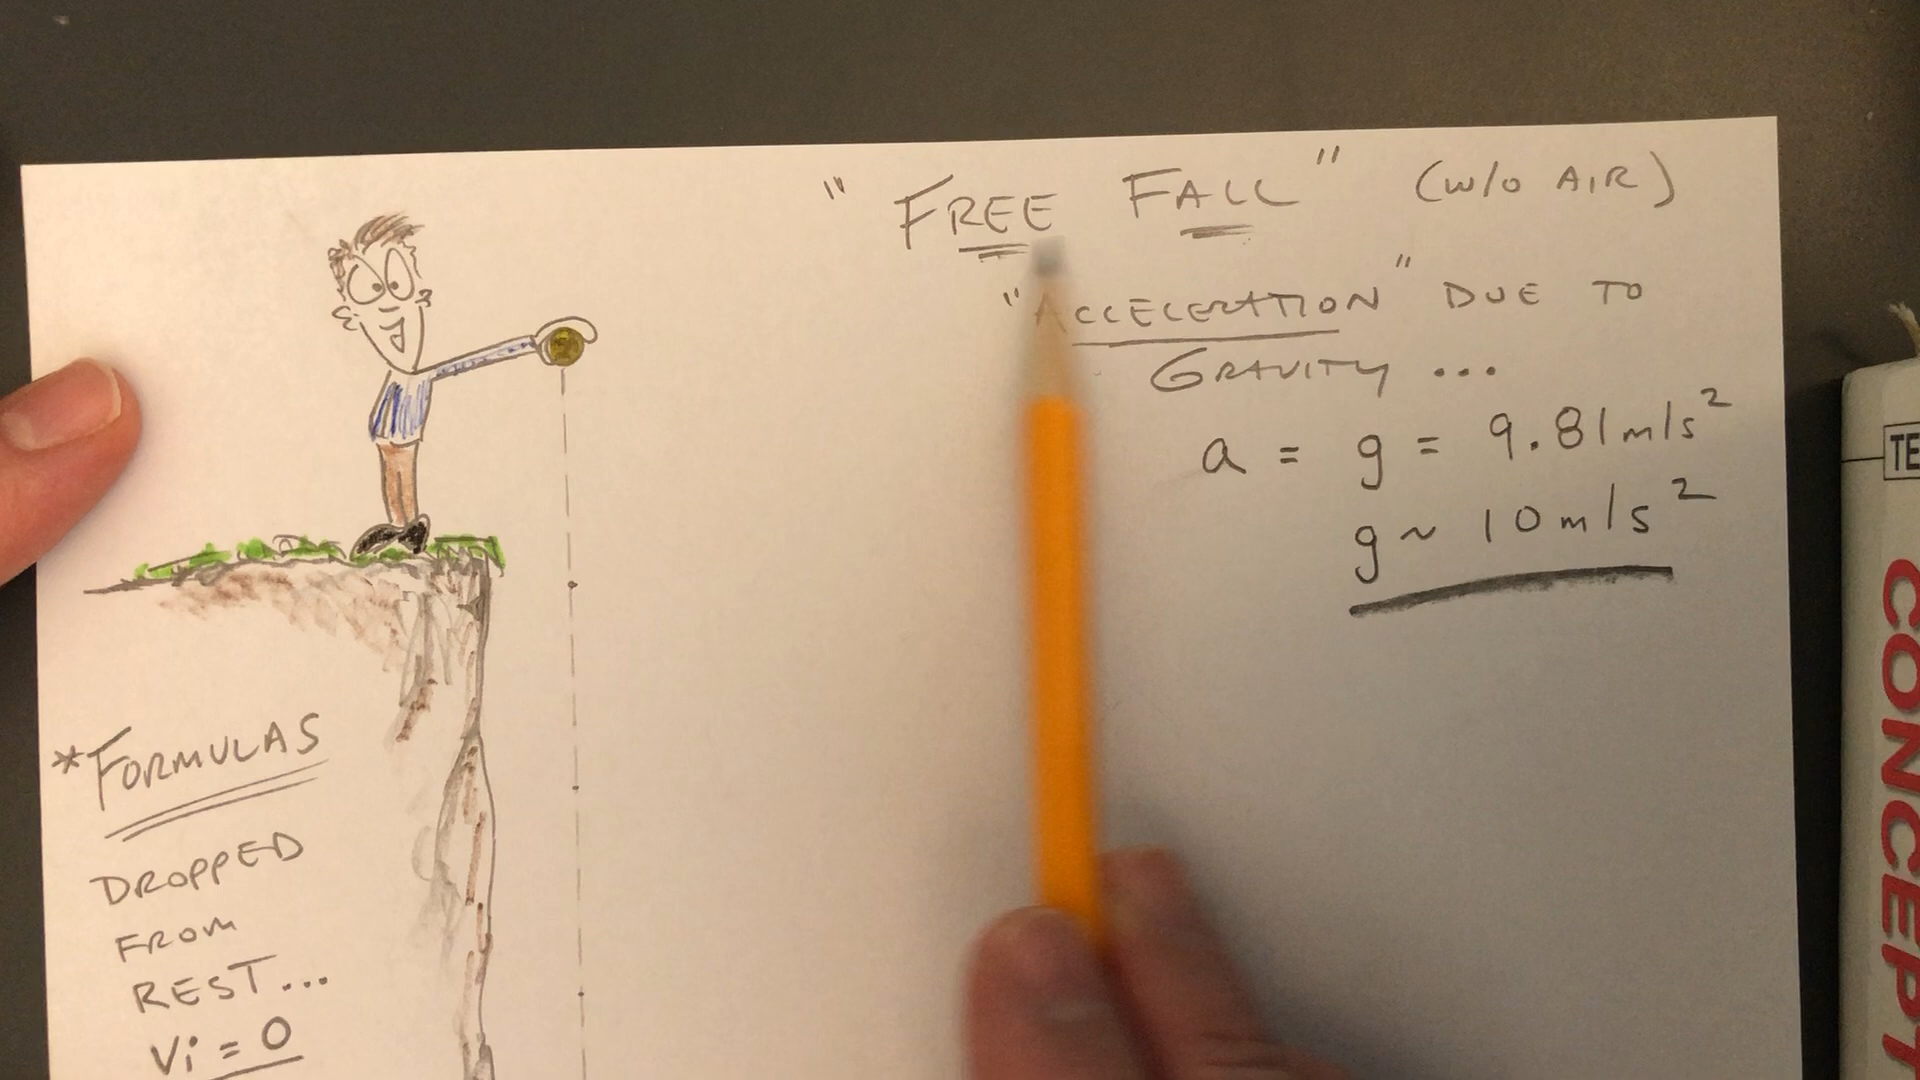 "FREE FALL" (W/O AIR)
"ACCELERATION" DUE TO
GRAVITY ...
a = g = 9.81m/s²
g ~ 10m/s²
*FORMULAS
DROPPED
FROM
REST...
Vi = 0
TE
CONCEPT